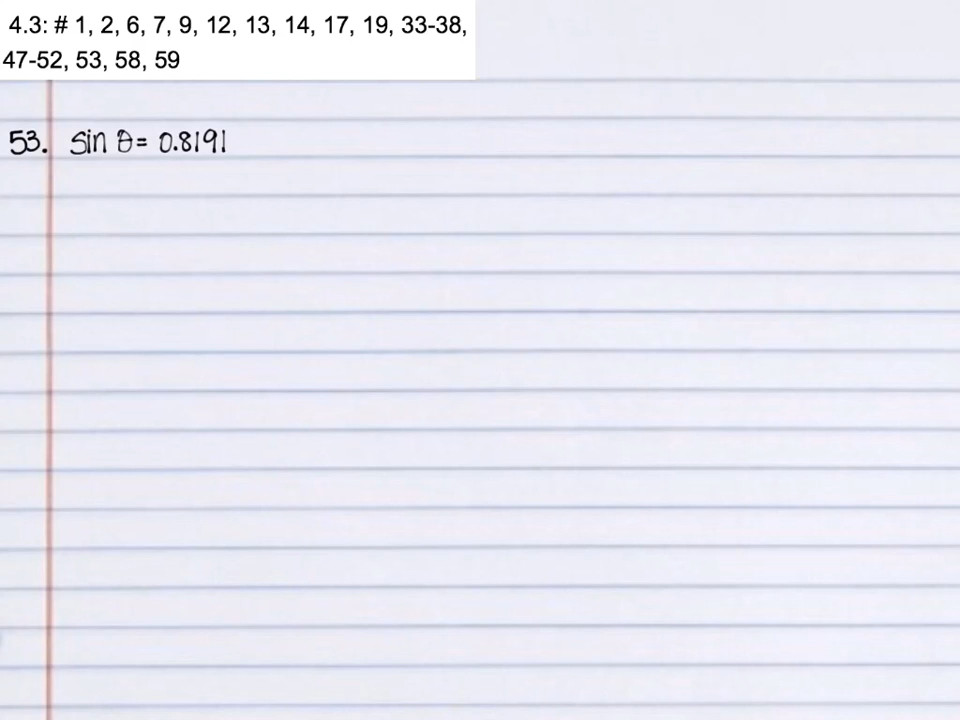 4.3: # 1, 2, 6, 7, 9, 12, 13, 14, 17, 19, 33-38,
47-52, 53, 58, 59
53. sin θ = 0.8191